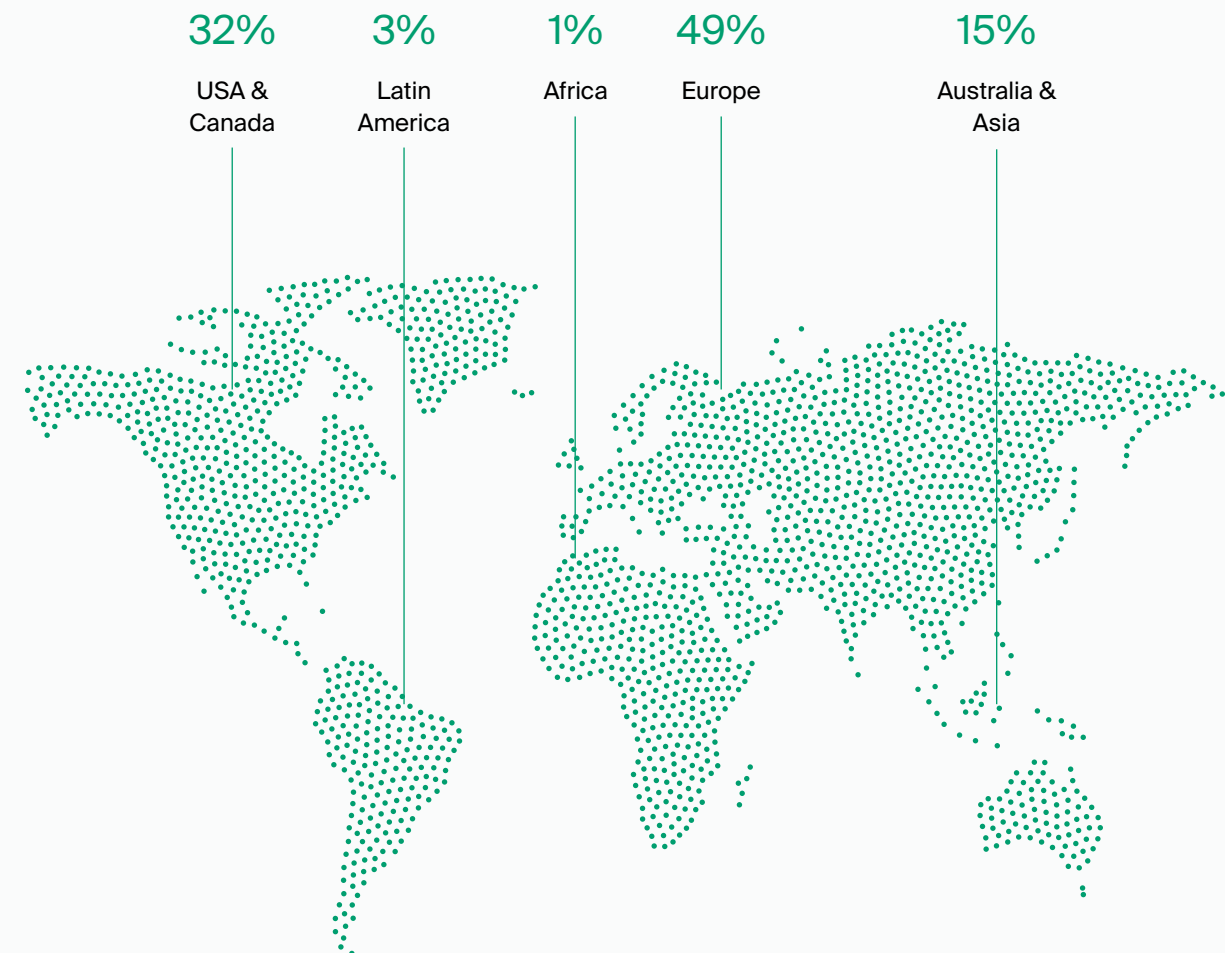 32%
USA &
Canada
3%
Latin
America
1%
Africa
49%
Europe
15%
Australia &
Asia